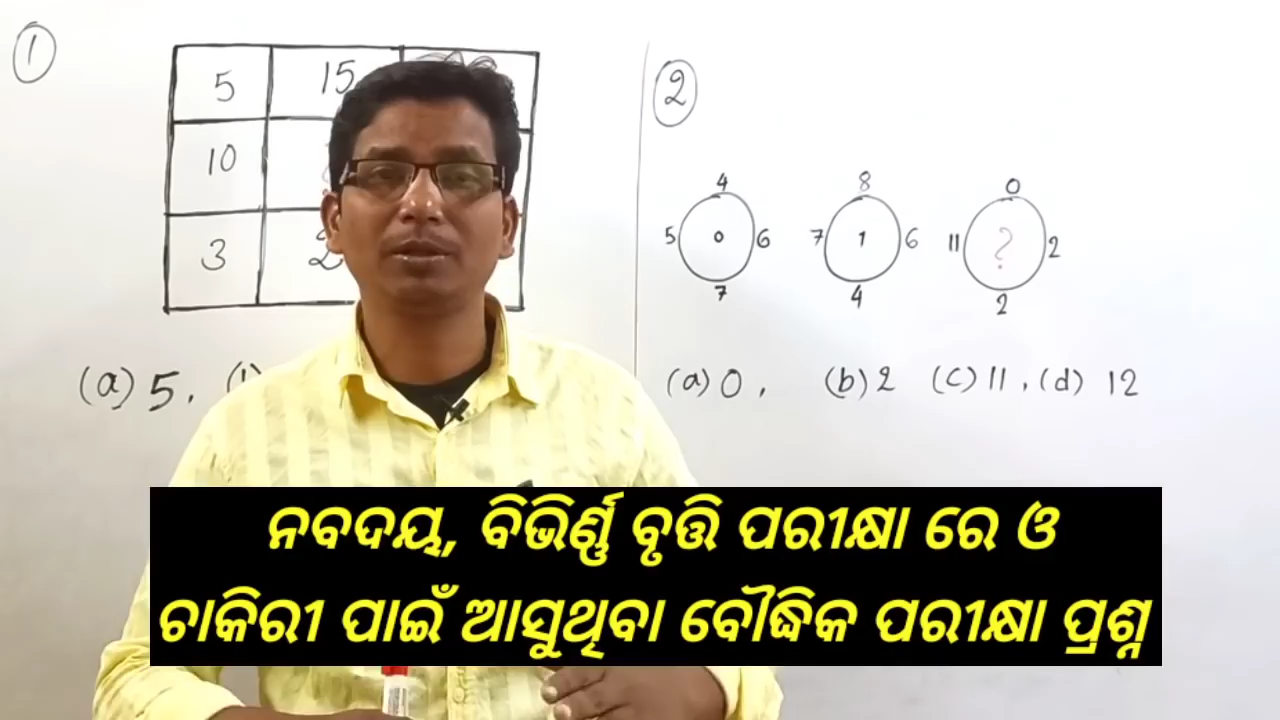 ①
5 15
10
3 2
(a) 5,
②
4 8 0
5 0 6 7 1 6 11 ? 2
7 4 2
(a) 0, (b) 2 (c) 11, (d) 12
ନବଦୟ, ବିଭିର୍ଣ୍ଣ ବୃତ୍ତି ପରୀକ୍ଷା ରେ ଓ
ଚାକିରୀ ପାଇଁ ଆସୁଥିବା ବୌଦ୍ଧିକ ପରୀକ୍ଷା ପ୍ରଶ୍ନ